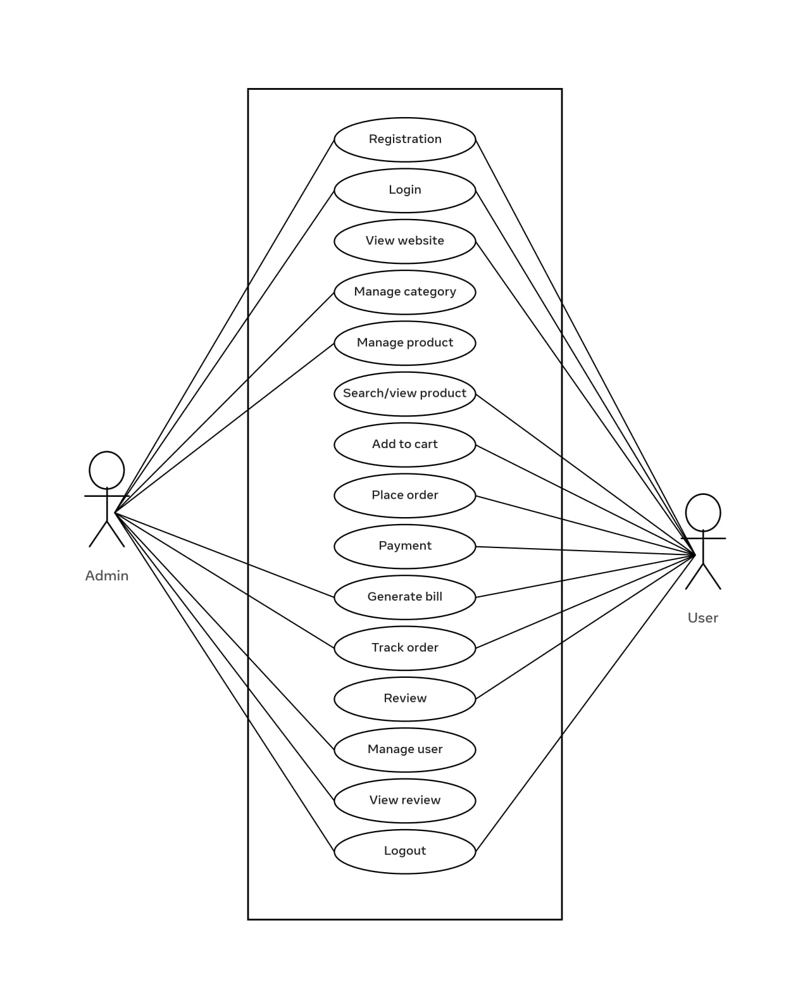 Registration
Login
View website
Manage category
Manage product
Search/view product
Add to cart
Place order
Payment
Generate bill
Track order
Review
Manage user
View review
Logout
Admin
User